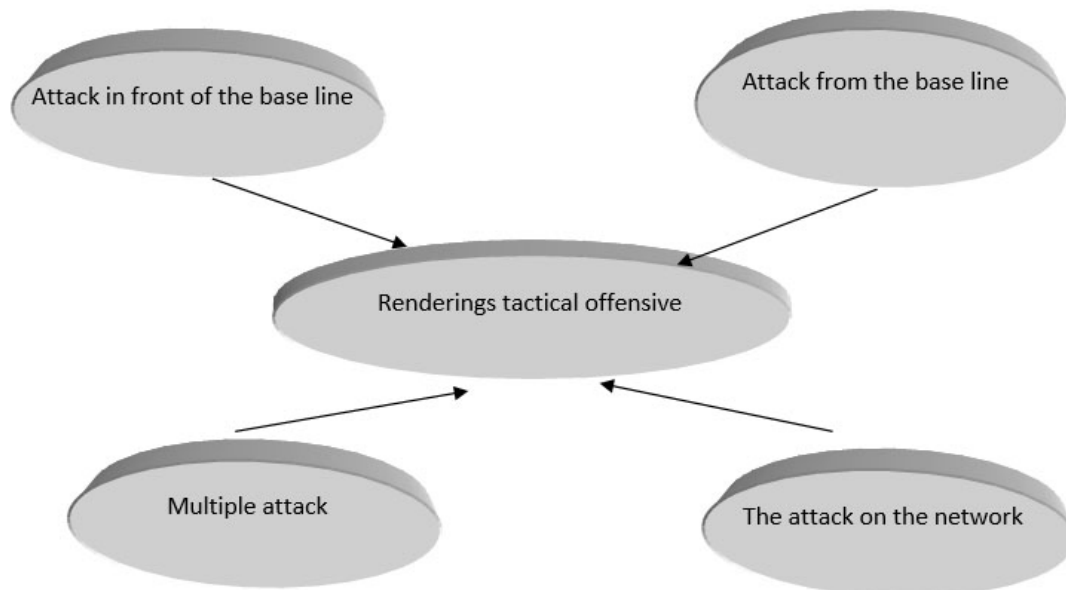 Attack in front of the base line
Attack from the base line
Renderings tactical offensive
Multiple attack
The attack on the network